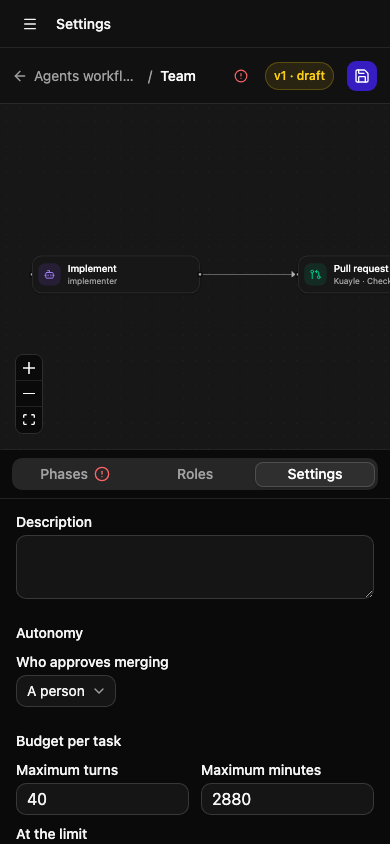 Settings
Agents workfl... / Team
v1 · draft
Implement
implementer
Pull request
Kuayle · Check
Phases
Roles
Settings
Description
Autonomy
Who approves merging
A person
Budget per task
Maximum turns
Maximum minutes
40
2880
At the limit